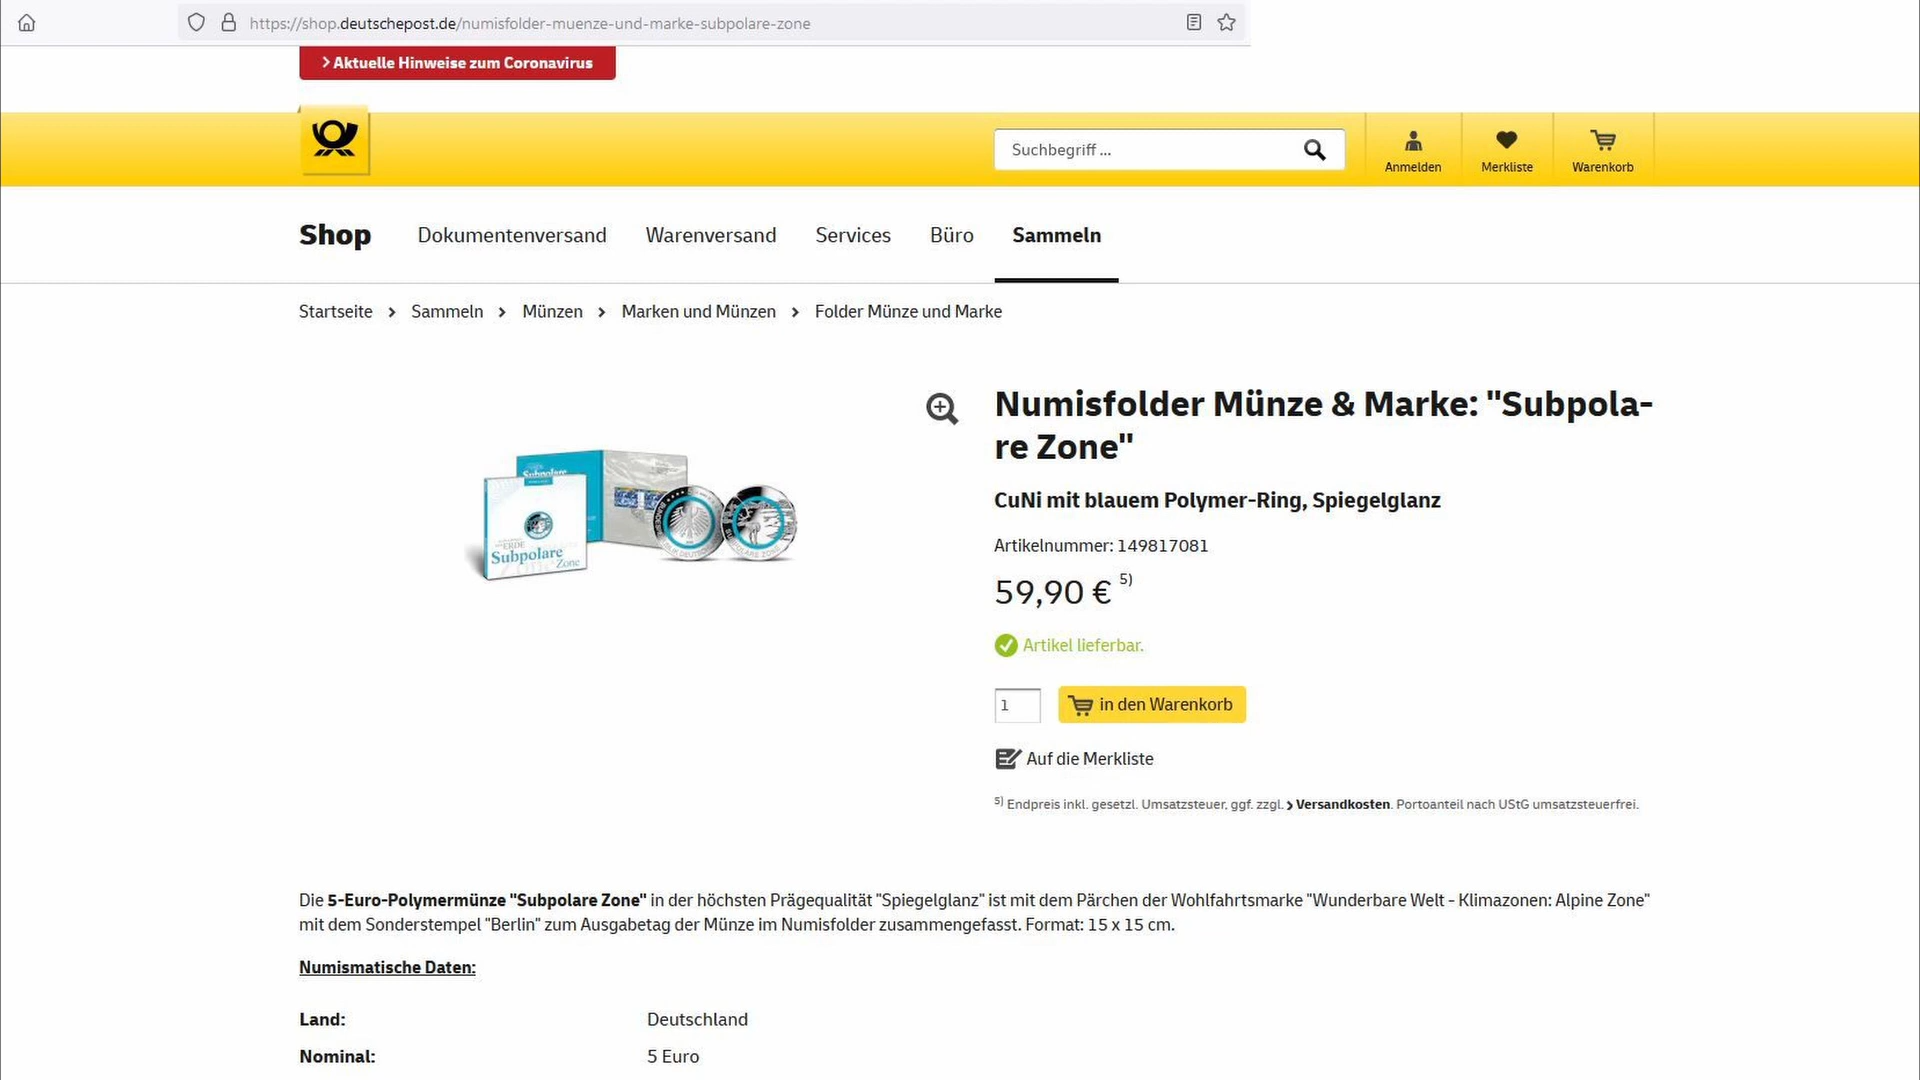 https://shop.deutschepost.de/numisfolder-muenze-und-marke-subpolare-zone
Aktuelle Hinweise zum Coronavirus
Suchbegriff ...
Anmelden
Merkliste
Warenkorb
Shop
Dokumentenversand
Warenversand
Services
Büro
Sammeln
Startseite
Sammeln
Münzen
Marken und Münzen
Folder Münze und Marke
Numisfolder Münze & Marke: "Subpola-
re Zone"
CuNi mit blauem Polymer-Ring, Spiegelglanz
Artikelnummer: 149817081
59,90 € 5)
Artikel lieferbar.
1
in den Warenkorb
Auf die Merkliste
5) Endpreis inkl. gesetzl. Umsatzsteuer, ggf. zzgl. Versandkosten. Portoanteil nach UStG umsatzsteuerfrei.
Subpolare
ERDE
Subpolare
Zone
Die 5-Euro-Polymermünze "Subpolare Zone" in der höchsten Prägequalität "Spiegelglanz" ist mit dem Pärchen der Wohlfahrtsmarke "Wunderbare Welt - Klimazonen: Alpine Zone"
mit dem Sonderstempel "Berlin" zum Ausgabetag der Münze im Numisfolder zusammengefasst. Format: 15 x 15 cm.
Numismatische Daten:
Land: Deutschland
Nominal: 5 Euro